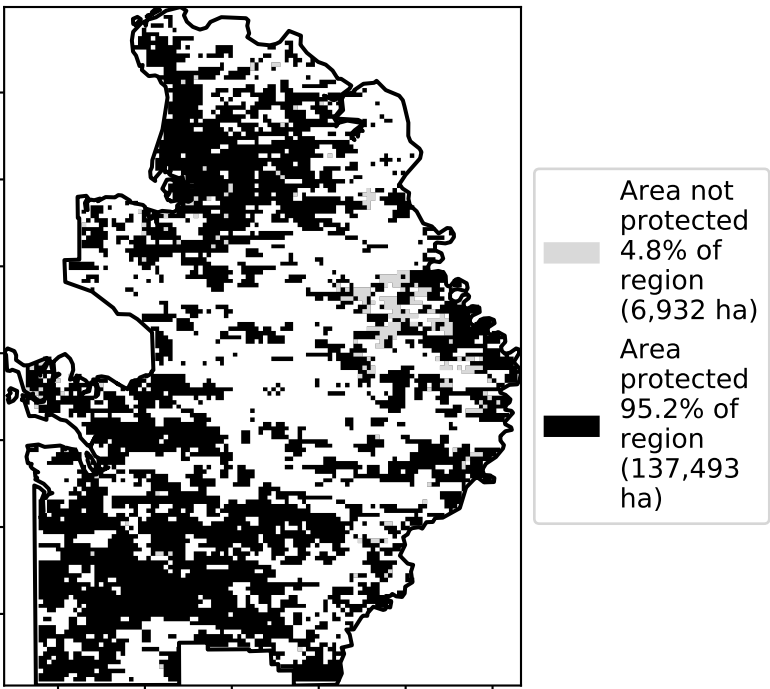 Area not
protected
4.8% of
region
(6,932 ha)
Area
protected
95.2% of
region
(137,493
ha)